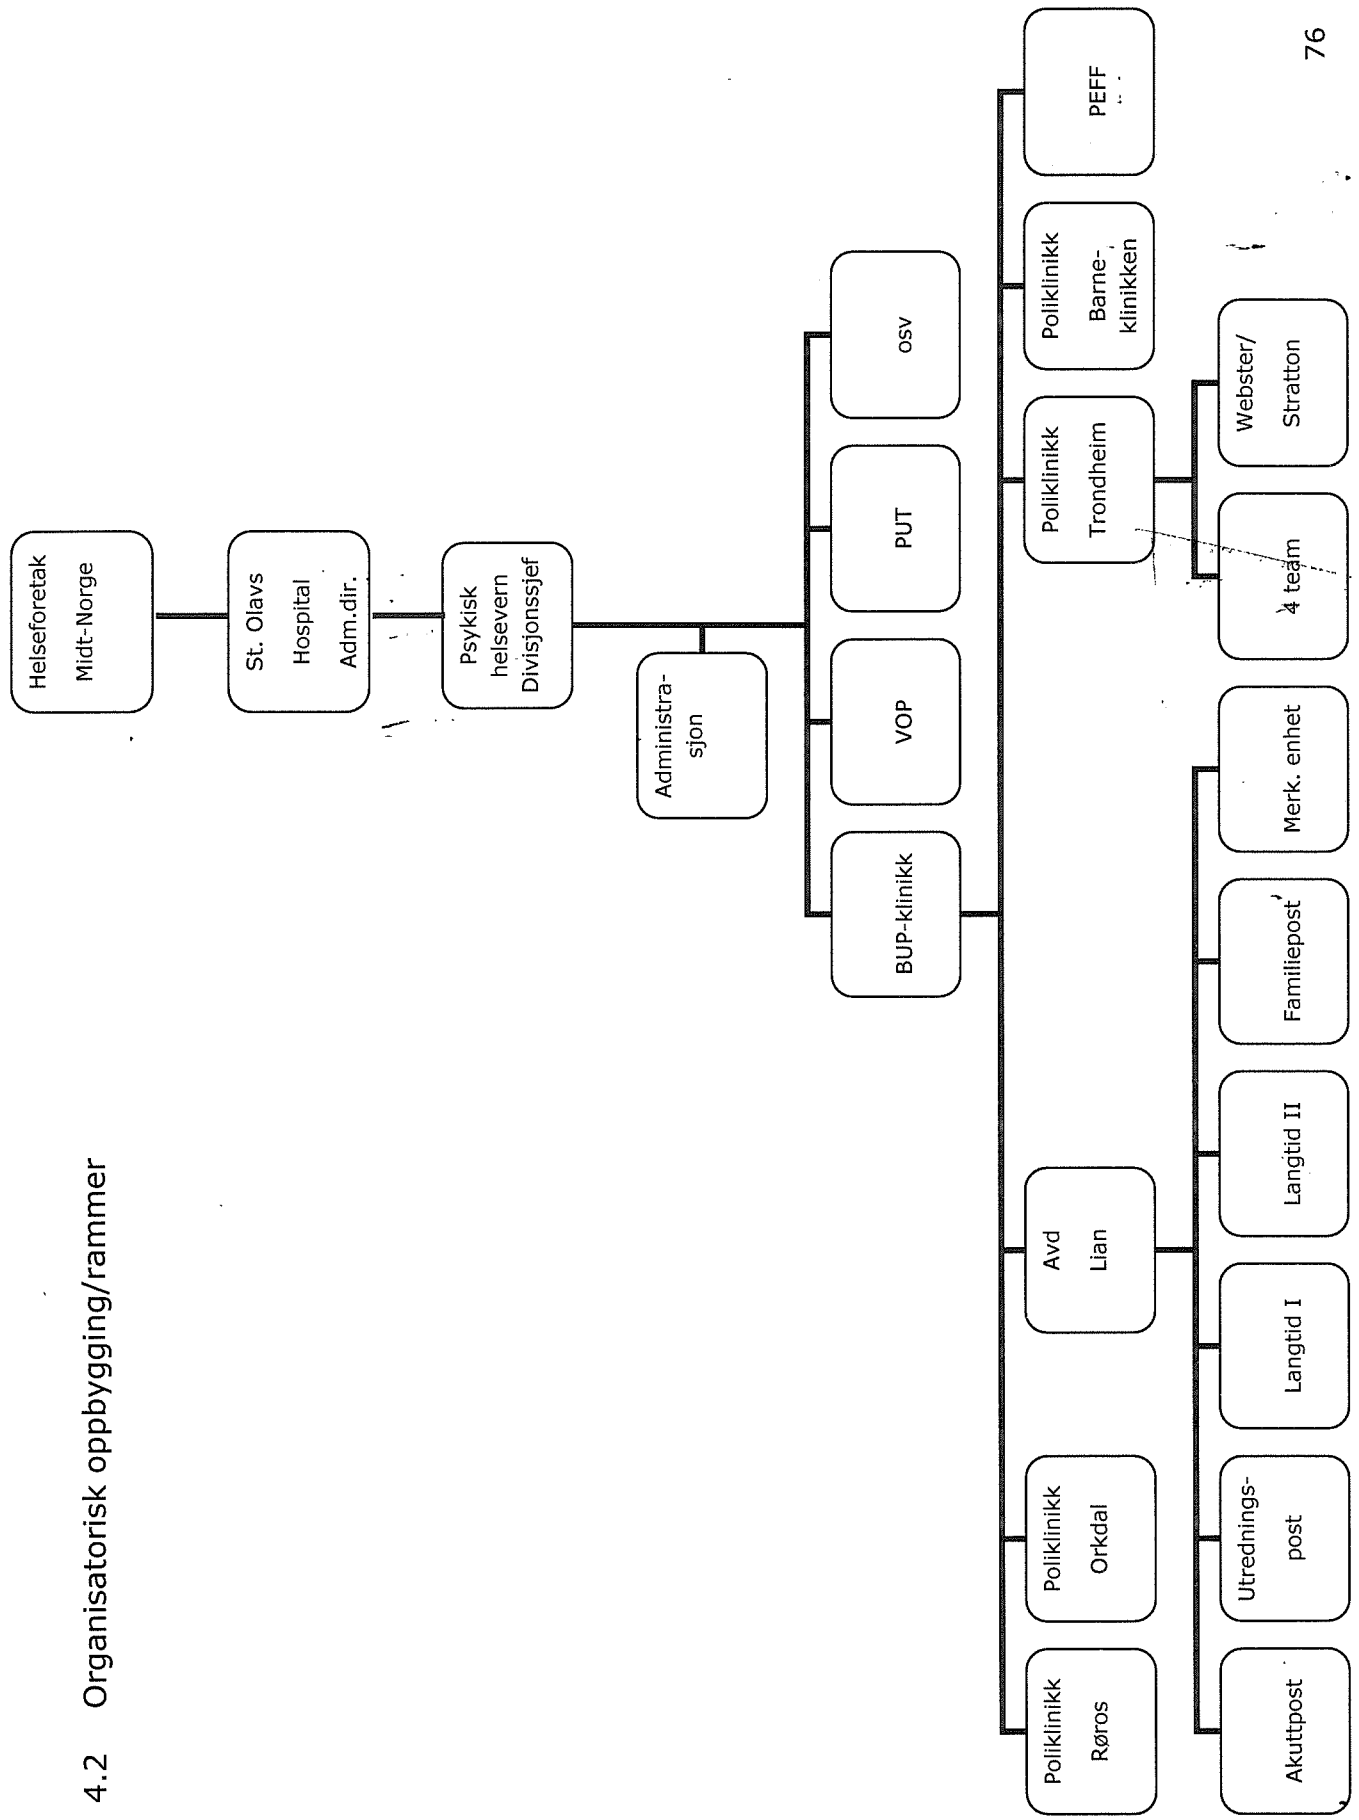 4.2 Organisatorisk oppbygging/rammer
Helseforetak
Midt-Norge
St. Olavs
Hospital
Adm.dir.
Psykisk
helsevern
Divisjonssjef
Administra-
sjon
BUP-klinikk
VOP
PUT
osv
Poliklinikk
Røros
Poliklinikk
Orkdal
Avd
Lian
Poliklinikk
Trondheim
Poliklinikk
Barne-
klinikken
PEFF
Akuttpost
Utrednings-
post
Langtid I
Langtid II
Familiepost
Merk. enhet
4 team
Webster/
Stratton
76